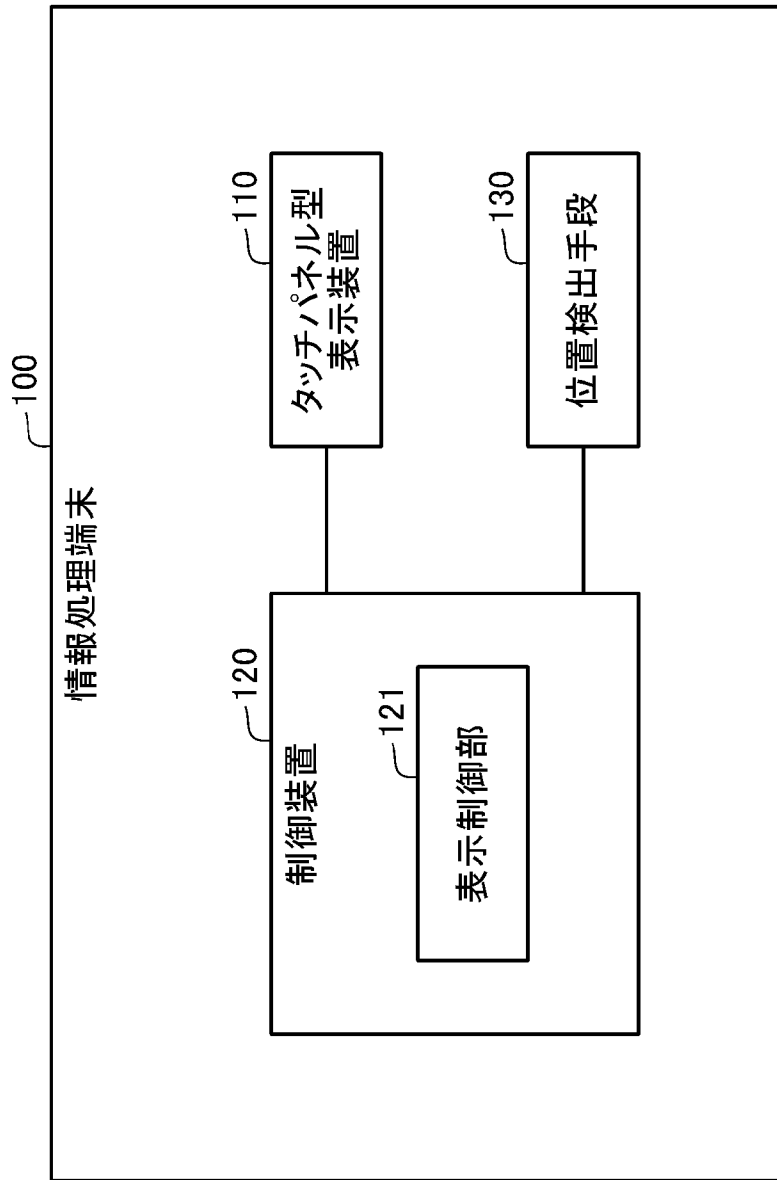 100
情報処理端末
120
制御装置
121
表示制御部
110
タッチパネル型
表示装置
130
位置検出手段